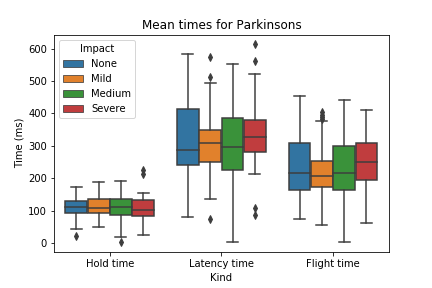 Mean times for Parkinsons
Impact
None
Mild
Medium
Severe
600
500
400
300
200
100
0
Time (ms)
Hold time
Latency time
Flight time
Kind